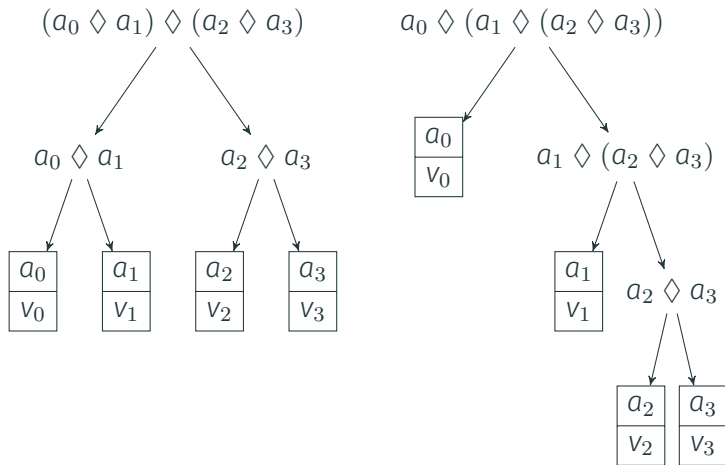 (a₀ ◊ a₁) ◊ (a₂ ◊ a₃)
a₀ ◊ a₁
a₂ ◊ a₃
a₀
v₀
a₁
v₁
a₂
v₂
a₃
v₃
a₀ ◊ (a₁ ◊ (a₂ ◊ a₃))
a₀
v₀
a₁ ◊ (a₂ ◊ a₃)
a₁
v₁
a₂ ◊ a₃
a₂
v₂
a₃
v₃